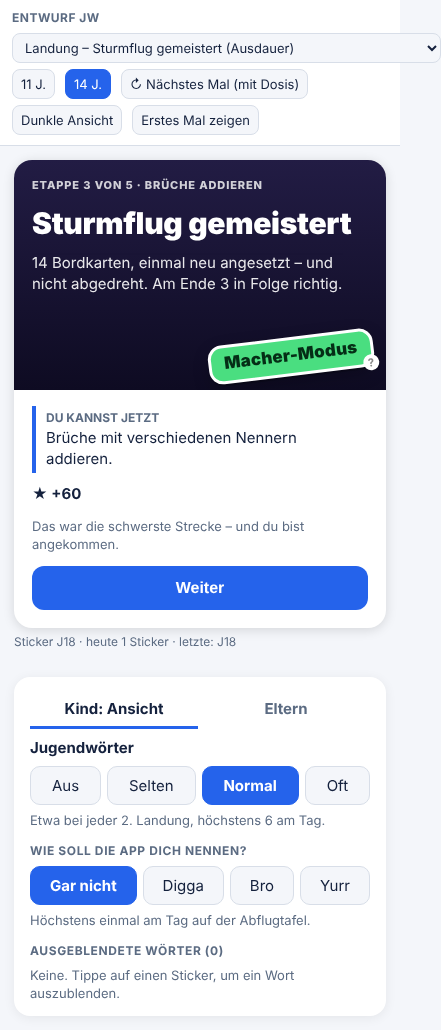 ENTWURF JW
Landung – Sturmflug gemeistert (Ausdauer)
11 J. 14 J. ↻ Nächstes Mal (mit Dosis)
Dunkle Ansicht Erstes Mal zeigen
ETAPPE 3 VON 5 · BRÜCHE ADDIEREN
Sturmflug gemeistert
14 Bordkarten, einmal neu angesetzt – und
nicht abgedreht. Am Ende 3 in Folge richtig.
Macher-Modus
?
DU KANNST JETZT
Brüche mit verschiedenen Nennern
addieren.
★ +60
Das war die schwerste Strecke – und du bist
angekommen.
Weiter
Sticker J18 · heute 1 Sticker · letzte: J18
Kind: Ansicht Eltern
Jugendwörter
Aus Selten Normal Oft
Etwa bei jeder 2. Landung, höchstens 6 am Tag.
WIE SOLL DIE APP DICH NENNEN?
Gar nicht Digga Bro Yurr
Höchstens einmal am Tag auf der Abflugtafel.
AUSGEBLENDETE WÖRTER (0)
Keine. Tippe auf einen Sticker, um ein Wort
auszublenden.